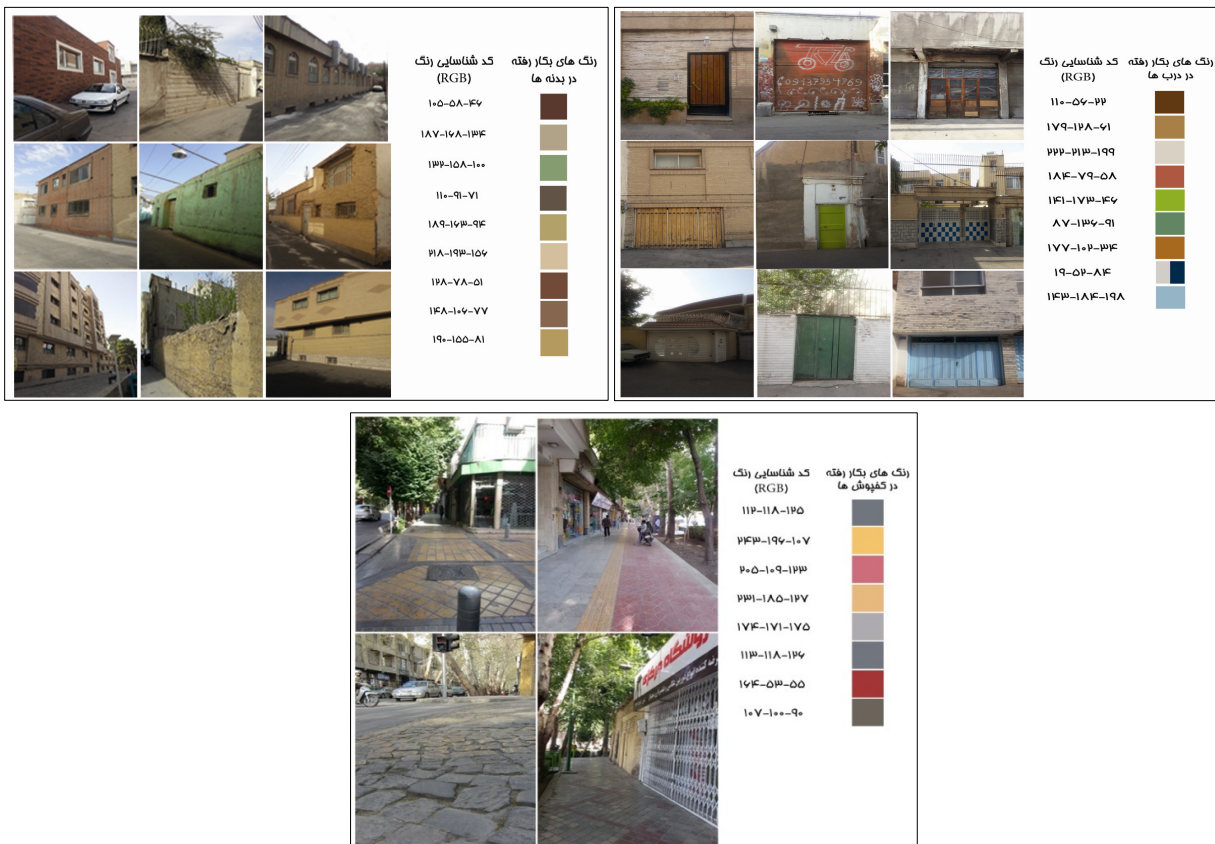 کد شناسایی رنگ
(RGB)
رنگ های بکار رفته
در بدنه ها
۱۰۵-۵۸-۴۶
۱۸۷-۱۶۸-۱۳۴
۱۳۲-۱۵۸-۱۰۰
۱۱۰-۹۱-۷۱
۱۸۹-۱۶۳-۹۴
۲۱۸-۱۹۳-۱۵۶
۱۲۸-۷۸-۵۱
۱۴۸-۱۰۶-۷۷
۱۹۰-۱۵۵-۸۱
کد شناسایی رنگ
(RGB)
رنگ های بکار رفته
در درب ها
۱۱۰-۵۶-۲۲
۱۷۹-۱۲۸-۶۱
۲۲۲-۲۱۳-۱۹۹
۱۸۴-۷۹-۵۸
۱۴۱-۱۷۳-۴۶
۸۷-۱۳۶-۹۱
۱۷۷-۱۰۲-۳۴
۱۹-۵۲-۸۴
۱۴۳-۱۸۴-۱۹۸
09137354769
کد شناسایی رنگ
(RGB)
رنگ های بکار رفته
در کفپوش ها
۱۱۲-۱۱۸-۱۲۵
۲۴۳-۱۹۶-۱۰۷
۲۰۵-۱۰۹-۱۲۳
۲۳۱-۱۸۵-۱۲۷
۱۷۴-۱۷۱-۱۷۵
۱۱۳-۱۱۸-۱۲۶
۱۶۴-۵۳-۵۵
۱۰۷-۱۰۰-۹۰